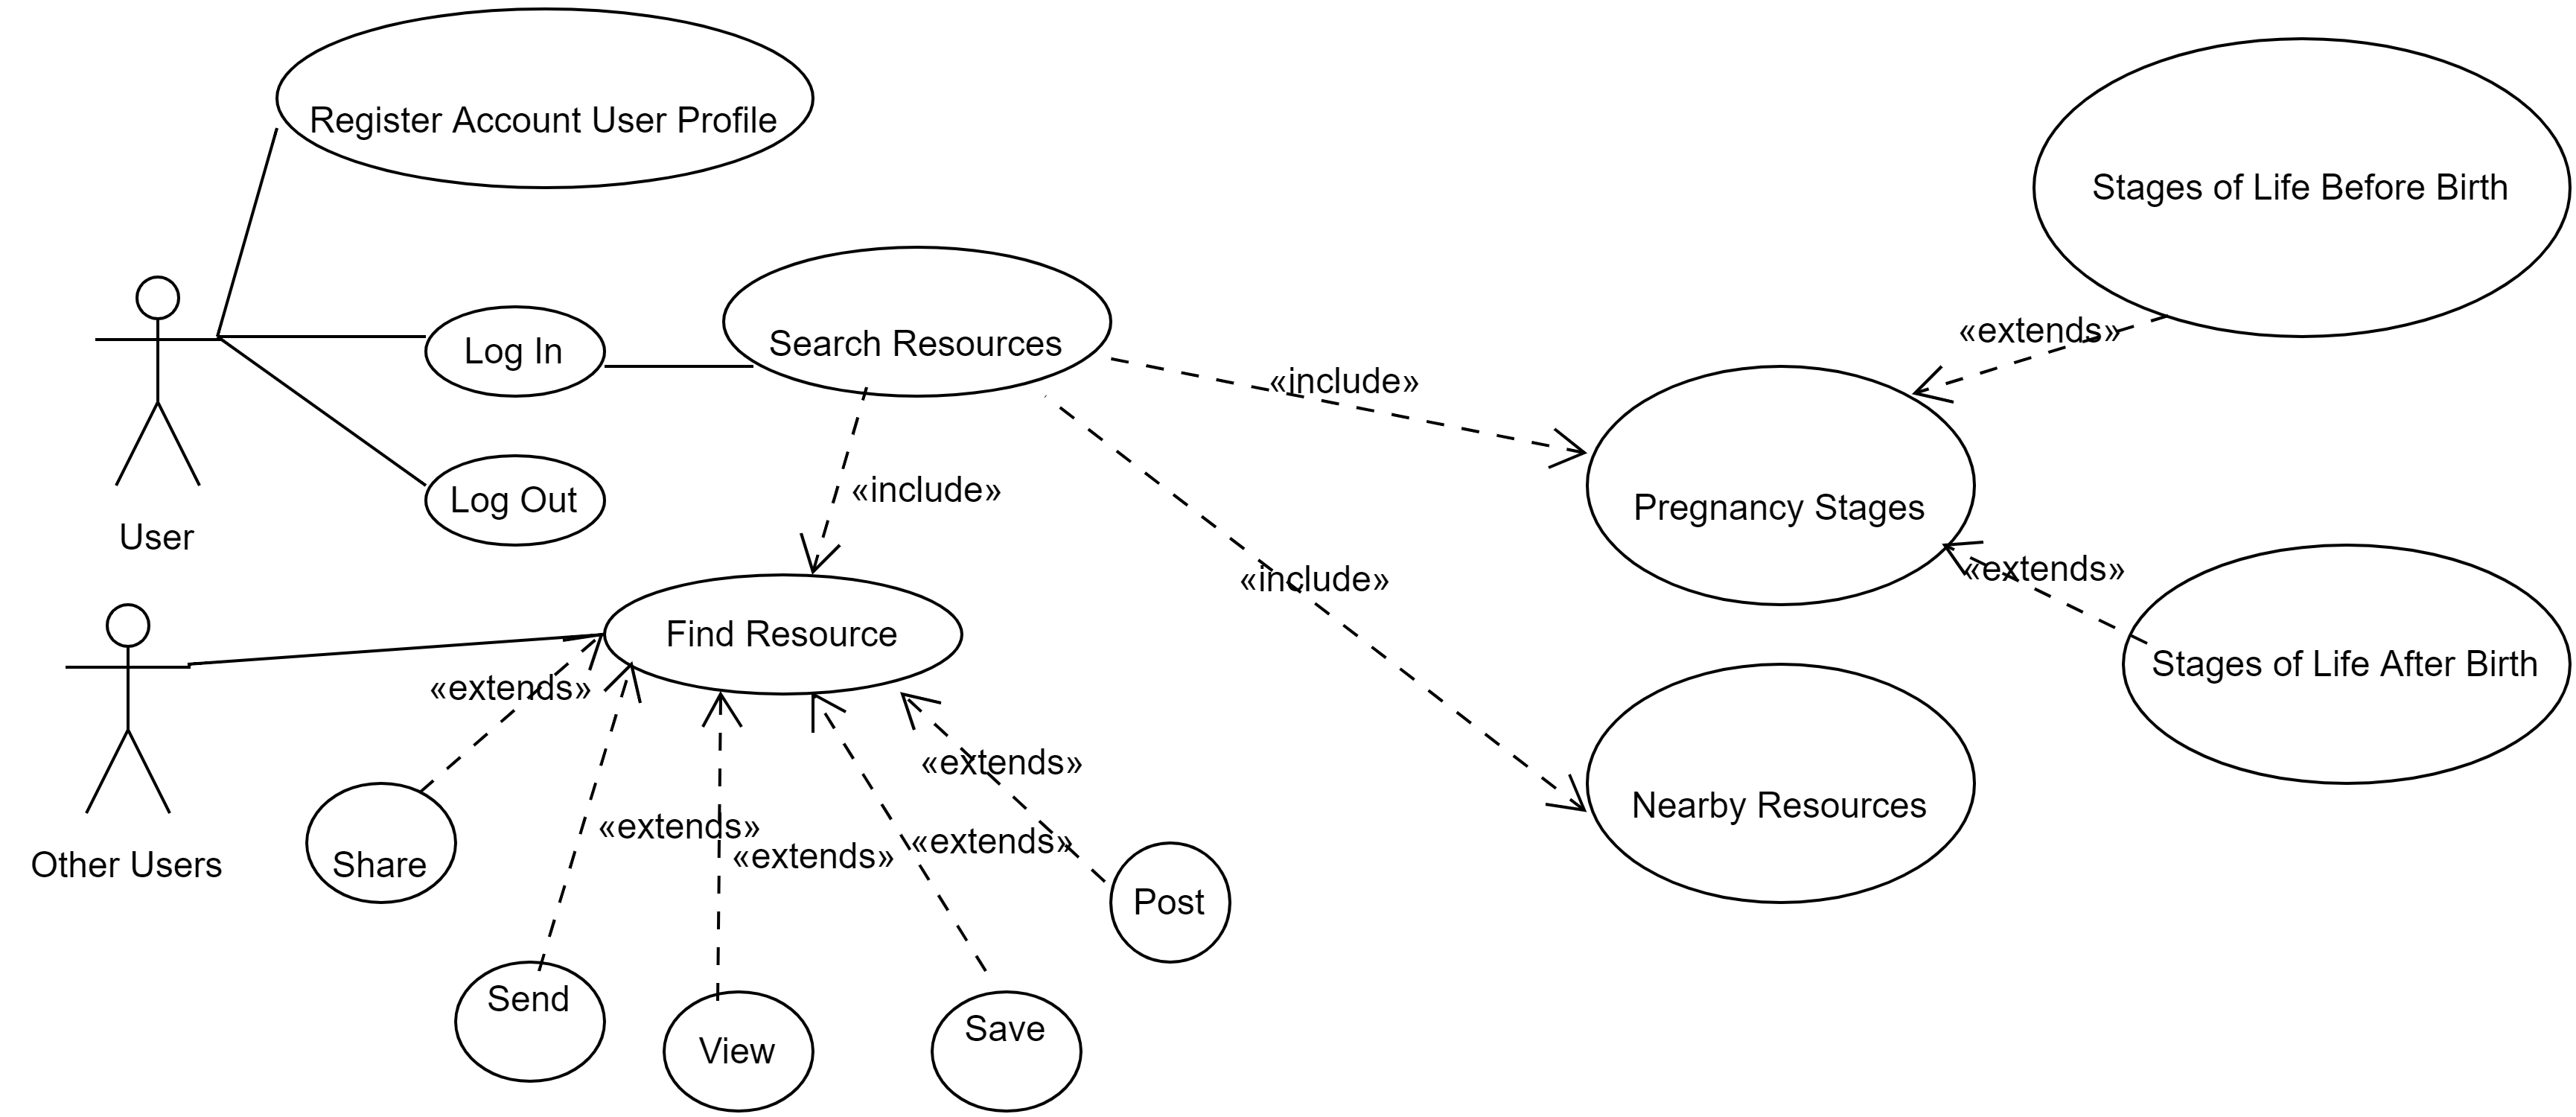 Register Account User Profile
Stages of Life Before Birth
«extends»
Log In
Search Resources
«include»
Log Out
«include»
Pregnancy Stages
User
«include»
«extends»
Find Resource
Stages of Life After Birth
«extends»
«extends»
Nearby Resources
«extends»
«extends»
«extends»
Other Users
Share
Post
Send
Save
View